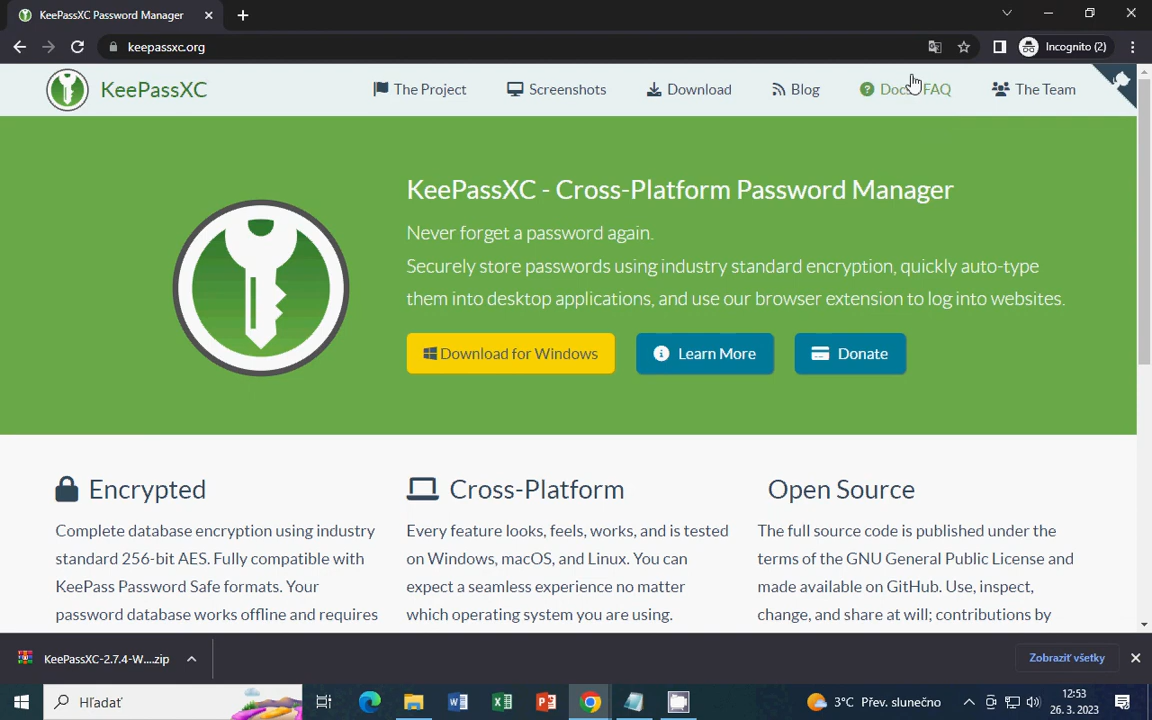 KeePassXC Password Manager
keepassxc.org
Incognito (2)
KeePassXC
The Project
Screenshots
Download
Blog
FAQ
The Team
KeePassXC - Cross-Platform Password Manager
Never forget a password again.
Securely store passwords using industry standard encryption, quickly auto-type
them into desktop applications, and use our browser extension to log into websites.
Download for Windows
Learn More
Donate
Encrypted
Complete database encryption using industry
standard 256-bit AES. Fully compatible with
KeePass Password Safe formats. Your
password database works offline and requires
Cross-Platform
Every feature looks, feels, works, and is tested
on Windows, macOS, and Linux. You can
expect a seamless experience no matter
which operating system you are using.
Open Source
The full source code is published under the
terms of the GNU General Public License and
made available on GitHub. Use, inspect,
change, and share at will; contributions by
KeePassXC-2.7.4-W....zip
Zobraziť všetky
Hľadať
3°C Přev. slunečno
12:53
26. 3. 2023